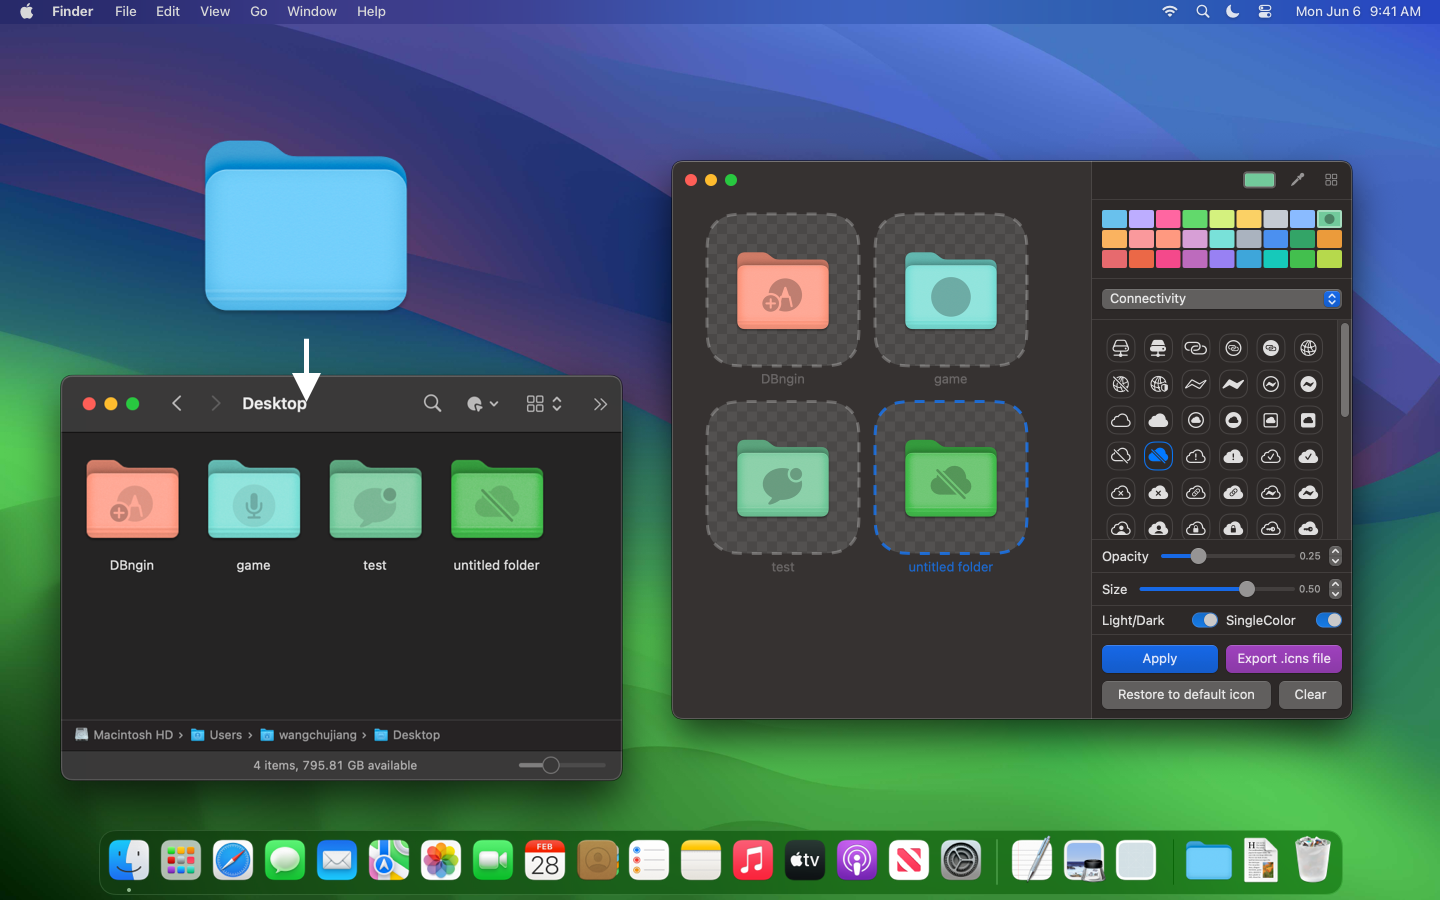 Finder File Edit View Go Window Help
Mon Jun 6 9:41 AM
Desktop
DBngin game test untitled folder
Macintosh HD › Users › wangchujiang › Desktop
4 items, 795.81 GB available
DBngin game
test untitled folder
Connectivity
Opacity 0.25
Size 0.50
Light/Dark SingleColor
Apply Export .icns file
Restore to default icon Clear
FEB
28
tv